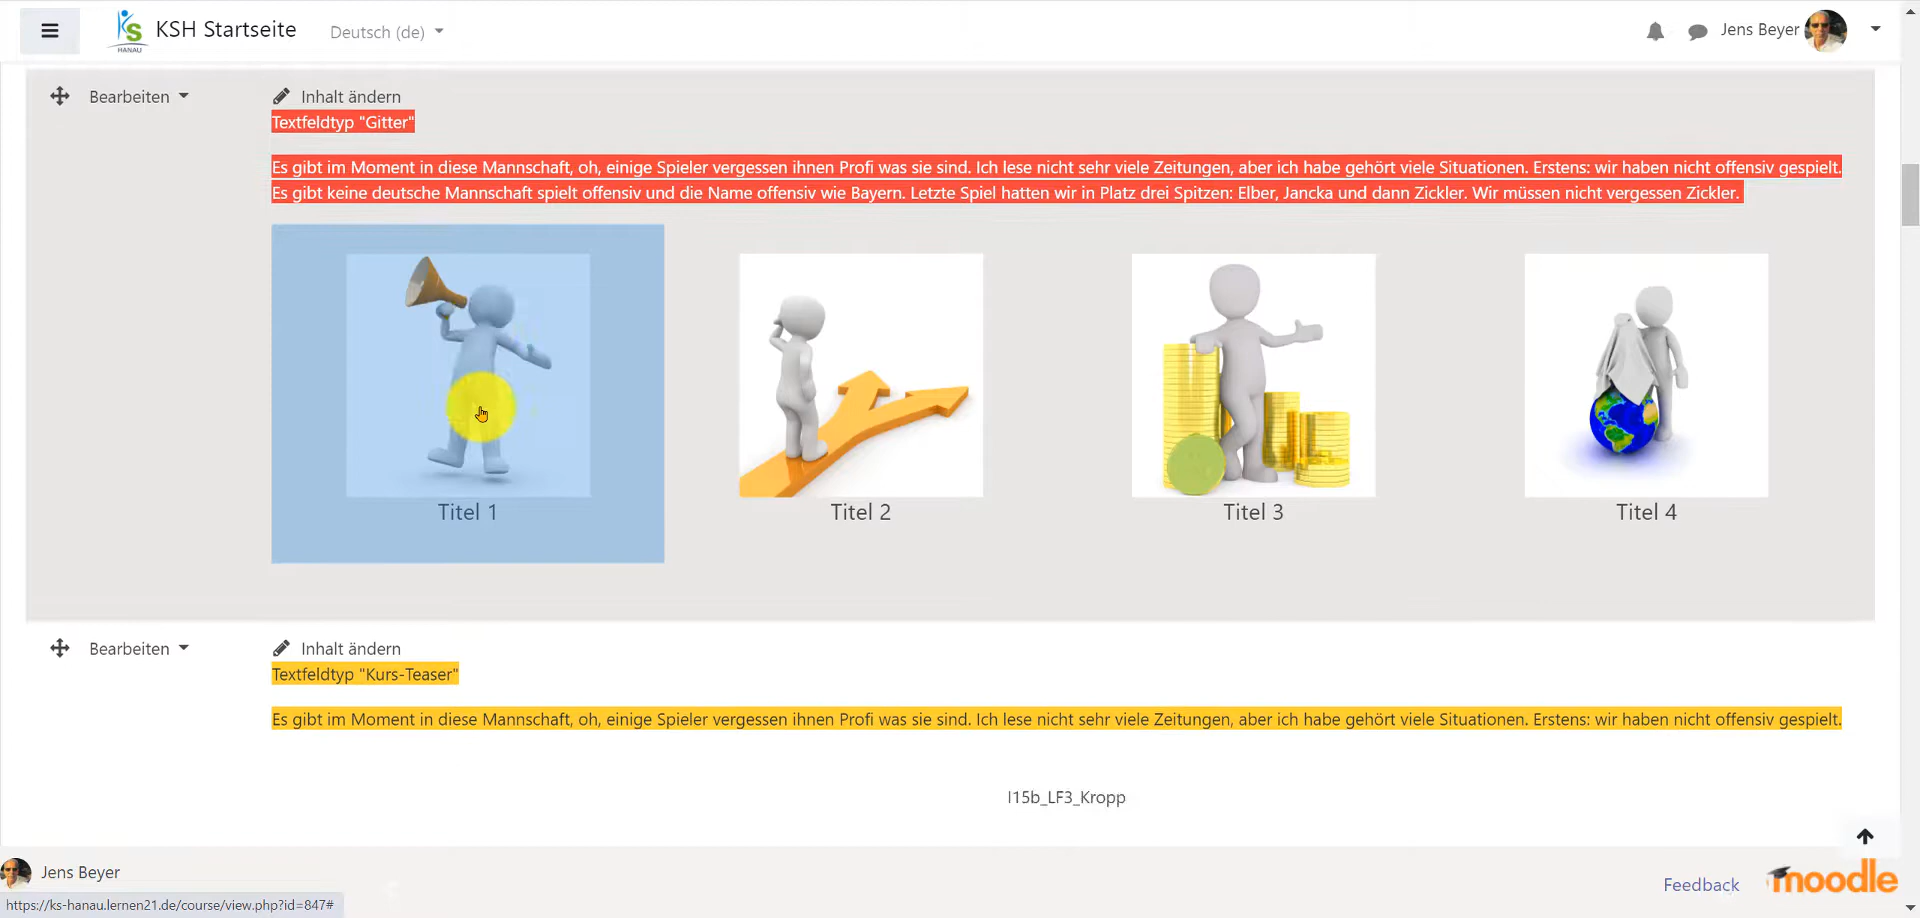 KS
HANAU
KSH Startseite
Deutsch (de)
Jens Beyer
Bearbeiten
Inhalt ändern
Textfeldtyp "Gitter"
Es gibt im Moment in diese Mannschaft, oh, einige Spieler vergessen ihnen Profi was sie sind. Ich lese nicht sehr viele Zeitungen, aber ich habe gehört viele Situationen. Erstens: wir haben nicht offensiv gespielt.
Es gibt keine deutsche Mannschaft spielt offensiv und die Name offensiv wie Bayern. Letzte Spiel hatten wir in Platz drei Spitzen: Elber, Jancka und dann Zickler. Wir müssen nicht vergessen Zickler.
Titel 1
Titel 2
Titel 3
Titel 4
Bearbeiten
Inhalt ändern
Textfeldtyp "Kurs-Teaser"
Es gibt im Moment in diese Mannschaft, oh, einige Spieler vergessen ihnen Profi was sie sind. Ich lese nicht sehr viele Zeitungen, aber ich habe gehört viele Situationen. Erstens: wir haben nicht offensiv gespielt.
I15b_LF3_Kropp
Jens Beyer
Feedback
moodle
https://ks-hanau.lernen21.de/course/view.php?id=847#